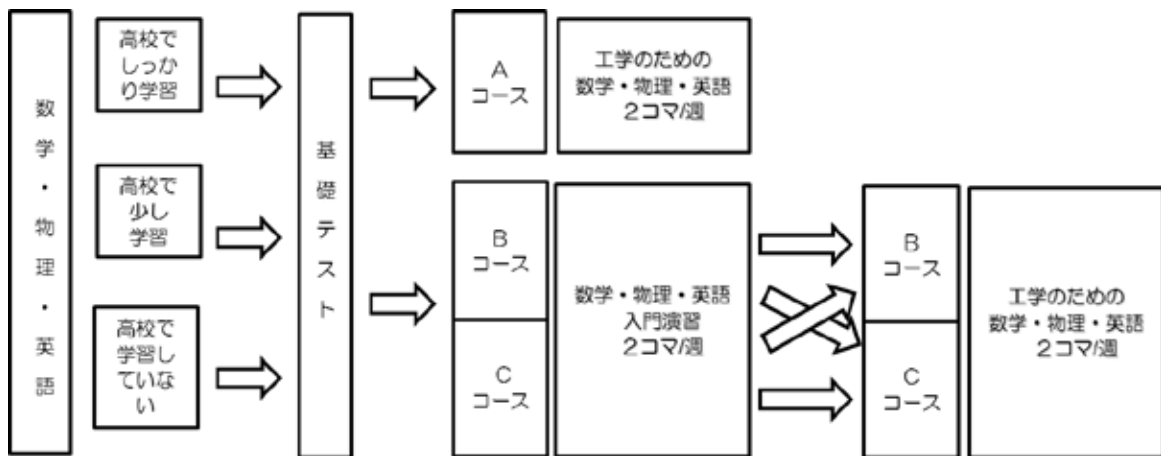 数学・物理・英語
高校で
しっか
り学習
高校で
少し
学習
高校で
学習し
ていな
い
基礎テスト
A
コース
工学のための
数学・物理・英語
2コマ/週
B
コース
C
コース
数学・物理・英語
入門演習
2コマ/週
B
コース
C
コース
工学のための
数学・物理・英語
2コマ/週